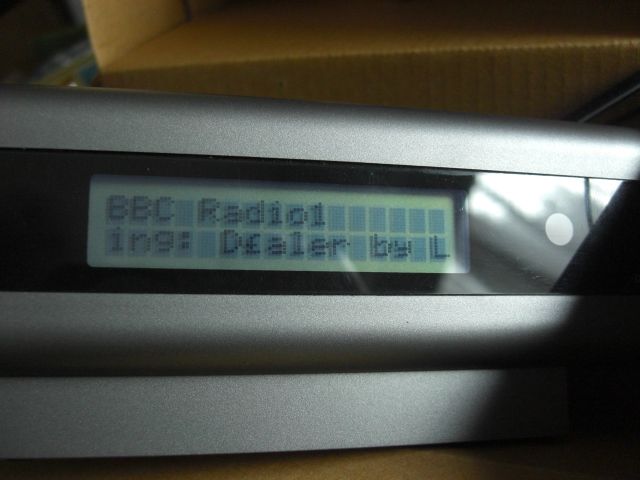 BBC Radio1
ing: Dealer by L